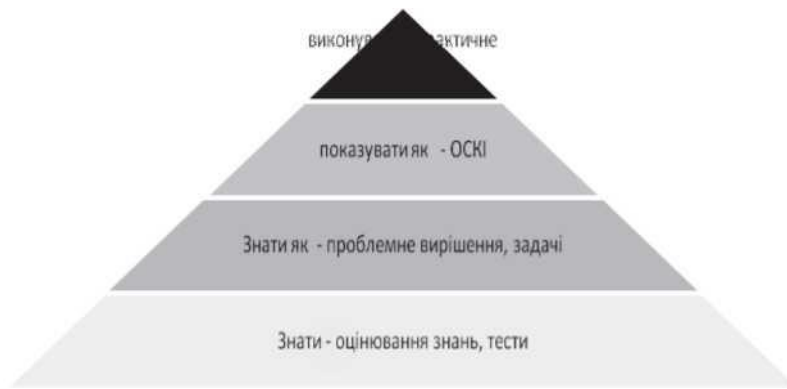 показувати як - ОСКІ
Знати як - проблемне вирішення, задачі
Знати - оцінювання знань, тести